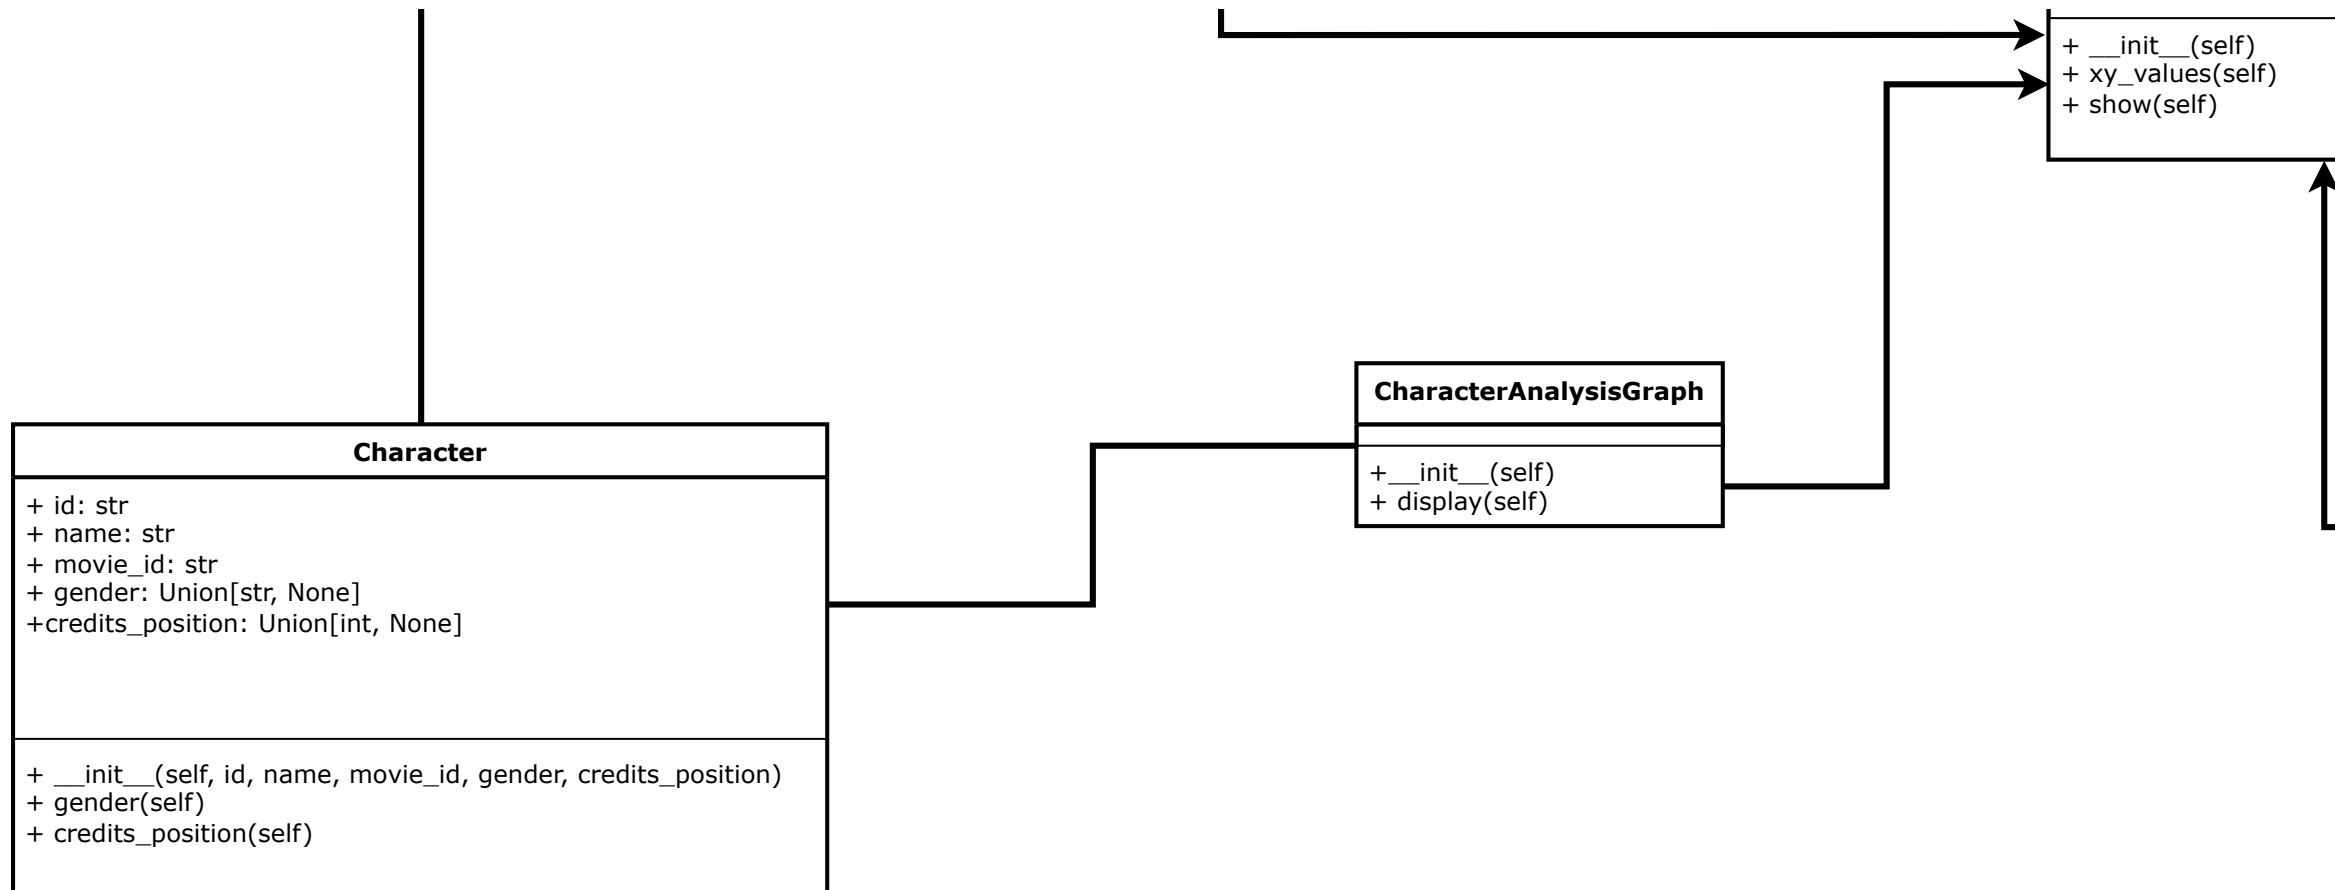 + __init__(self)
+ xy_values(self)
+ show(self)
CharacterAnalysisGraph
+__init__(self)
+ display(self)
Character
+ id: str
+ name: str
+ movie_id: str
+ gender: Union[str, None]
+credits_position: Union[int, None]
+ __init__(self, id, name, movie_id, gender, credits_position)
+ gender(self)
+ credits_position(self)